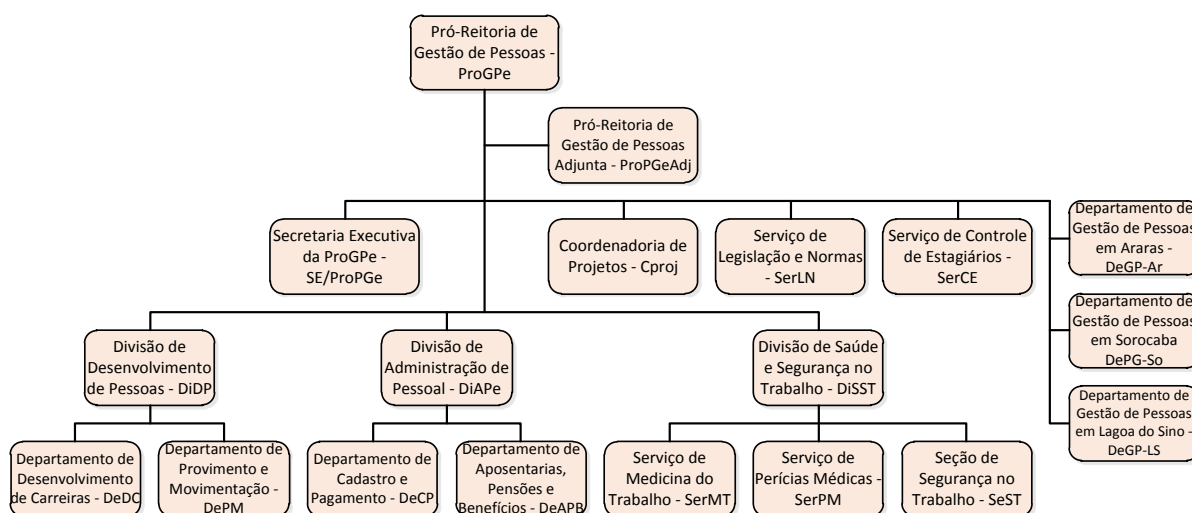 Pró-Reitoria de
Gestão de Pessoas -
ProGPe
Pró-Reitoria de
Gestão de Pessoas
Adjunta - ProPGeAdj
Secretaria Executiva
da ProGPe -
SE/ProPGe
Coordenadoria de
Projetos - Cproj
Serviço de
Legislação e Normas
- SerLN
Serviço de Controle
de Estagiários -
SerCE
Departamento de
Gestão de Pessoas
em Araras -
DeGP-Ar
Departamento de
Gestão de Pessoas
em Sorocaba
DePG-So
Departamento de
Gestão de Pessoas
em Lagoa do Sino -
DeGP-LS
Divisão de
Desenvolvimento
de Pessoas - DiDP
Divisão de
Administração de
Pessoal - DiAPe
Divisão de Saúde
e Segurança no
Trabalho - DiSST
Departamento de
Desenvolvimento
de Carreiras - DeDC
Departamento de
Provimento e
Movimentação -
DePM
Departamento de
Cadastro e
Pagamento - DeCP
Departamento de
Aposentarias,
Pensões e
Benefícios - DeAPB
Serviço de
Medicina do
Trabalho - SerMT
Serviço de
Perícias Médicas -
SerPM
Seção de
Segurança no
Trabalho - SeST